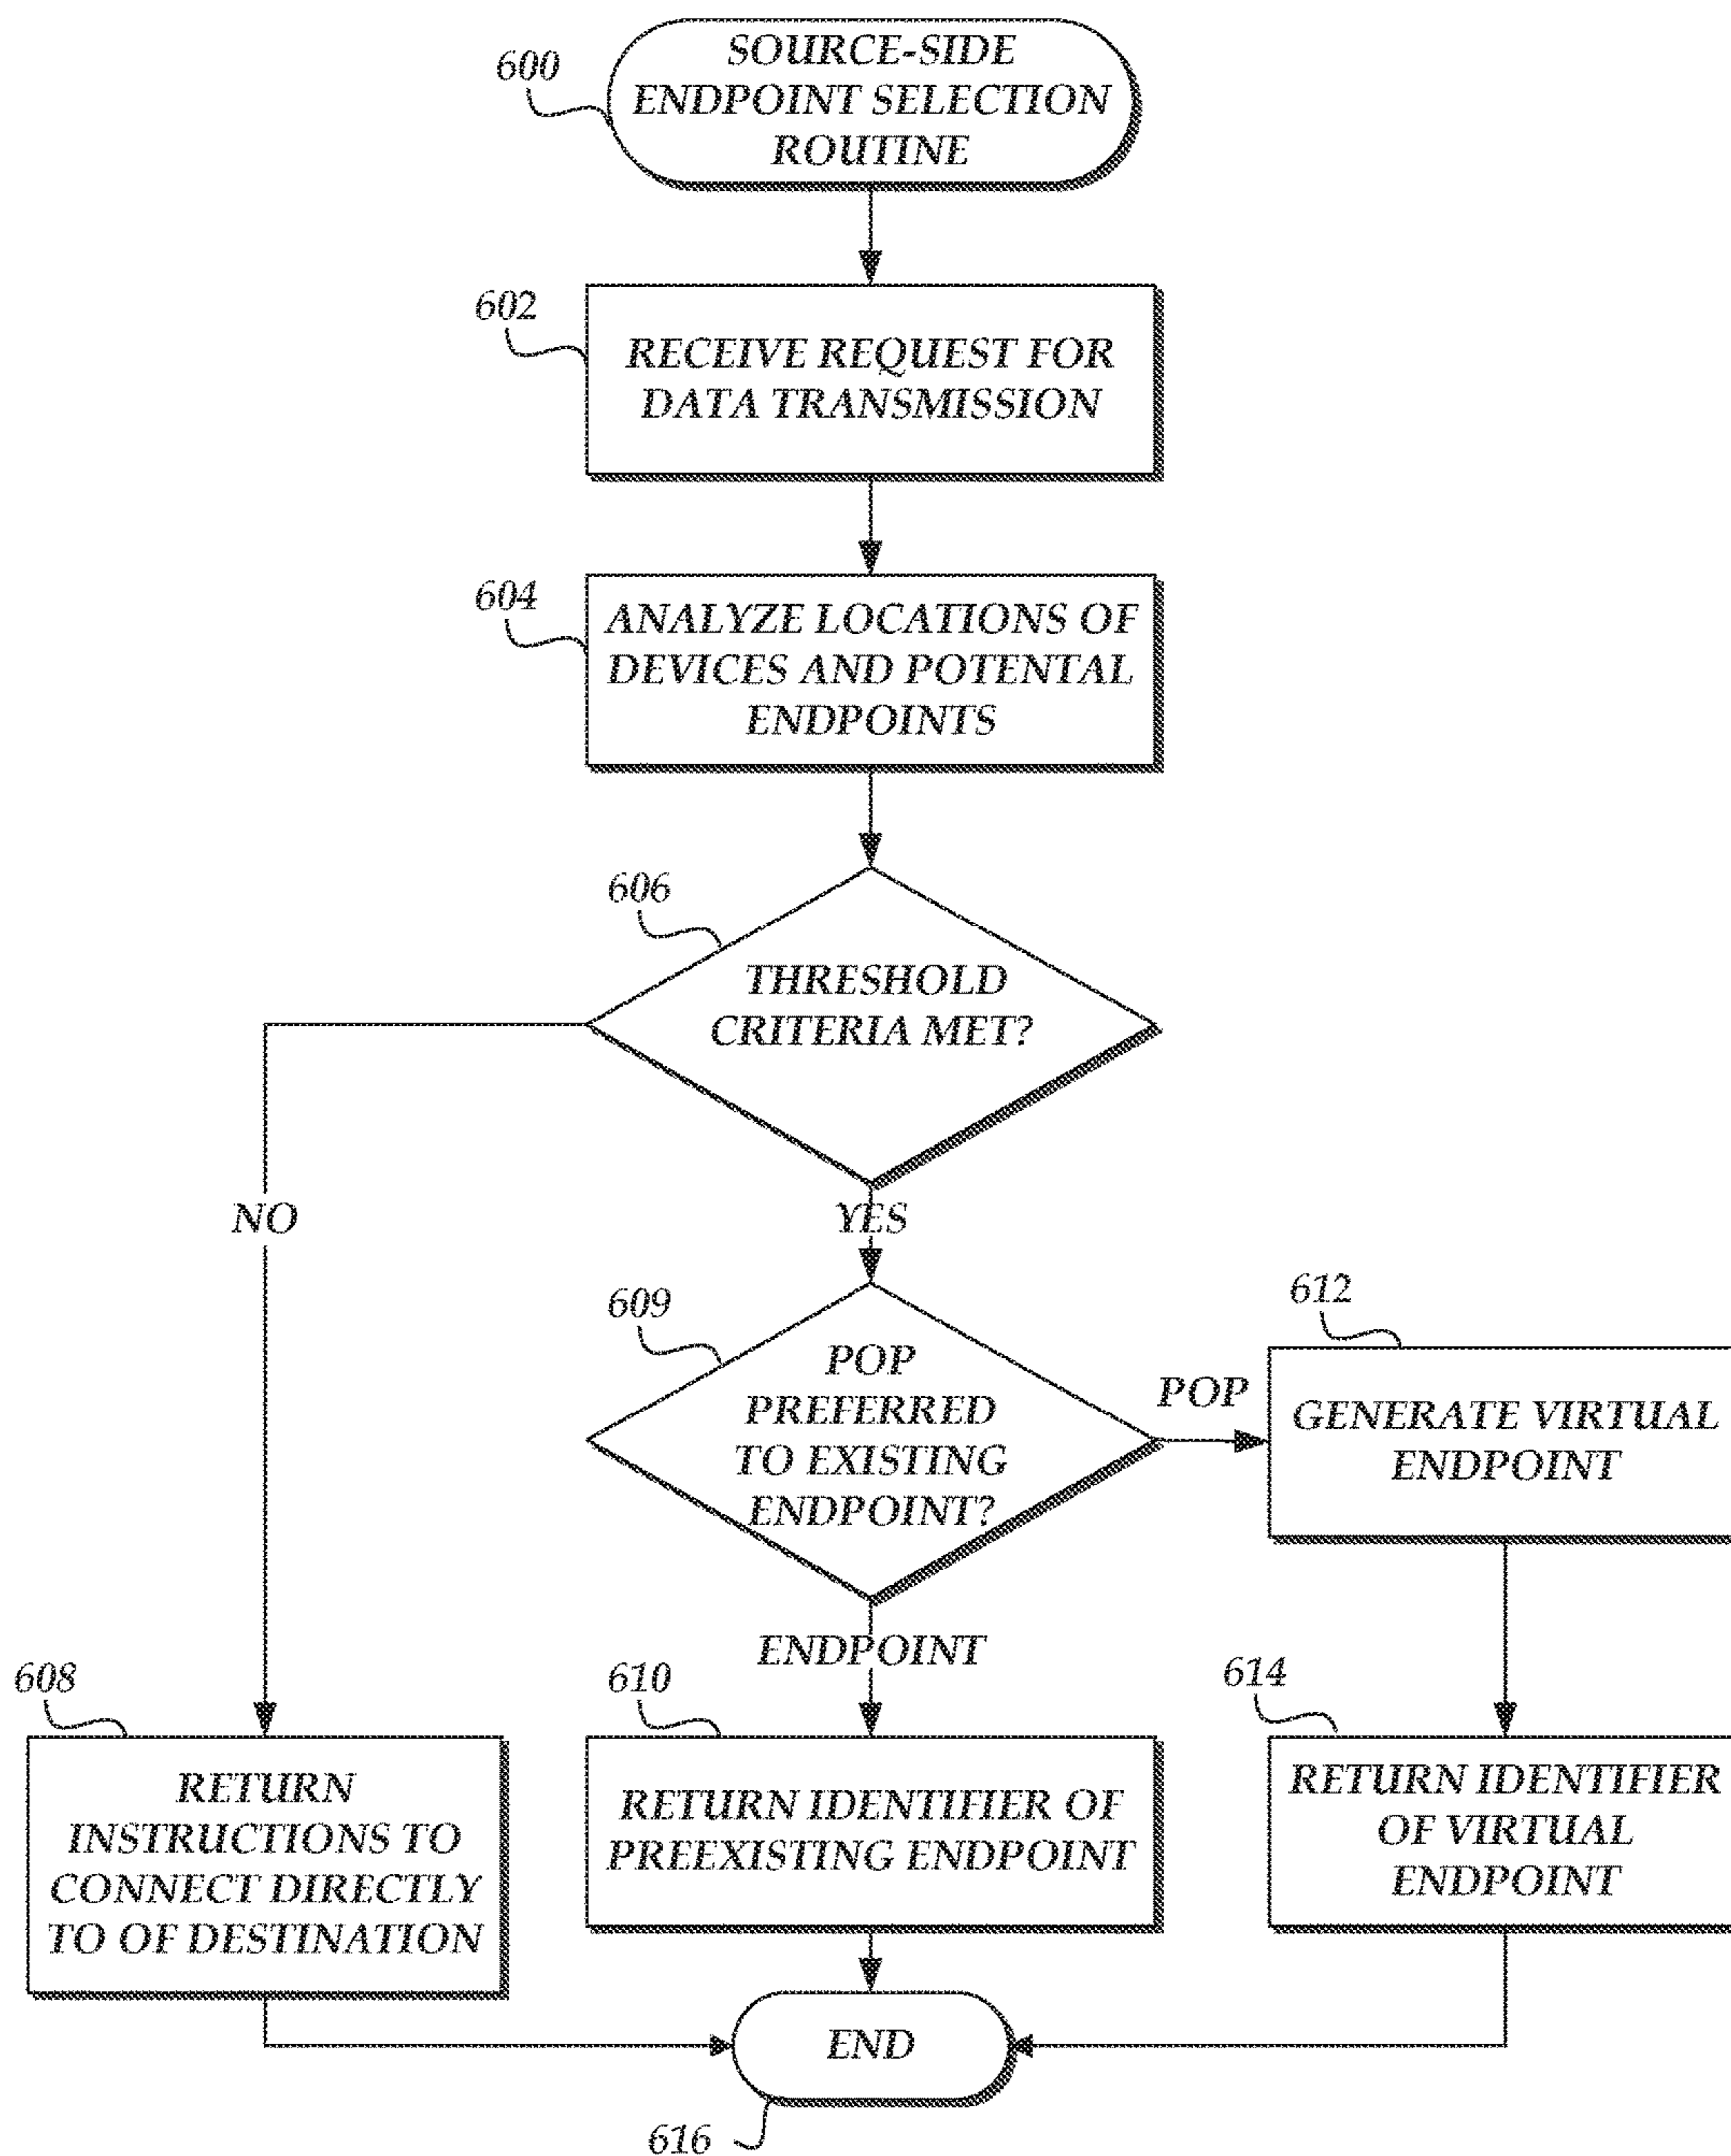 600
SOURCE-SIDE
ENDPOINT SELECTION
ROUTINE
602
RECEIVE REQUEST FOR
DATA TRANSMISSION
604
ANALYZE LOCATIONS OF
DEVICES AND POTENTAL
ENDPOINTS
606
THRESHOLD
CRITERIA MET?
NO
YES
609
POP
PREFERRED
TO EXISTING
ENDPOINT?
POP
612
GENERATE VIRTUAL
ENDPOINT
ENDPOINT
608
RETURN
INSTRUCTIONS TO
CONNECT DIRECTLY
TO OF DESTINATION
610
RETURN IDENTIFIER OF
PREEXISTING ENDPOINT
614
RETURN IDENTIFIER
OF VIRTUAL
ENDPOINT
END
616